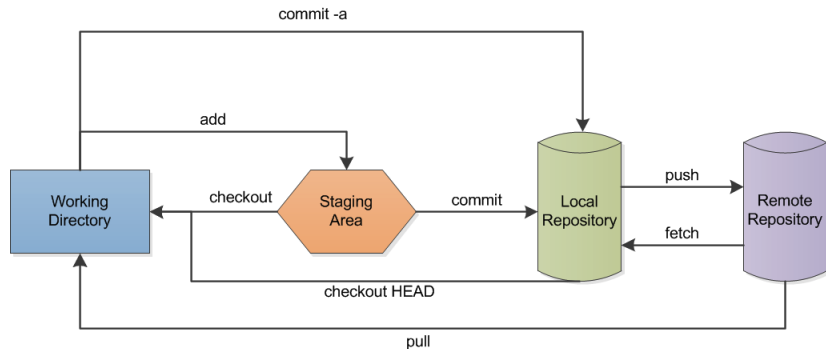 commit -a
add
Working
Directory
checkout
Staging
Area
commit
Local
Repository
push
fetch
Remote
Repository
checkout HEAD
pull